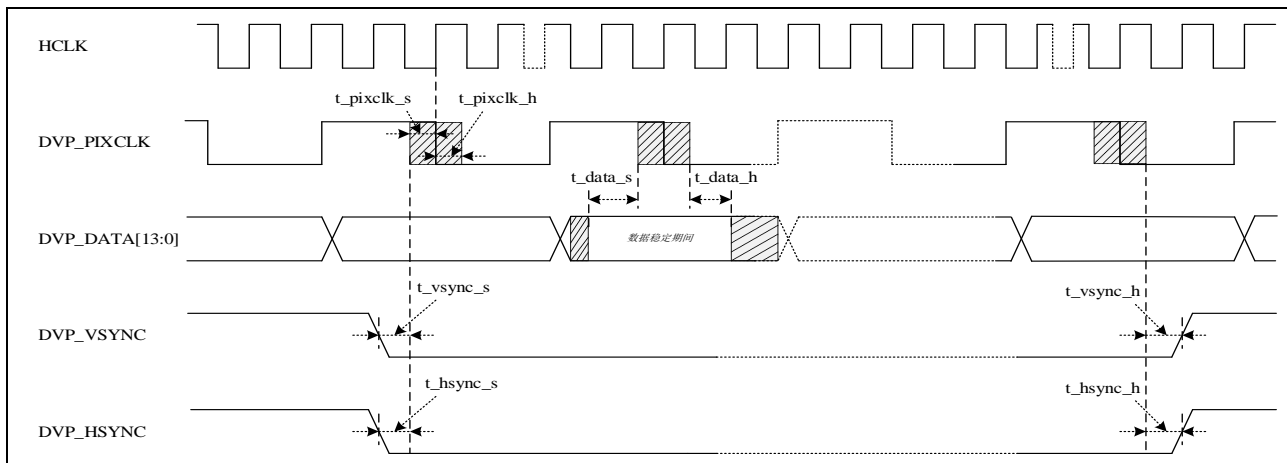 HCLK
t_pixclk_s
t_pixclk_h
DVP_PIXCLK
t_data_s
t_data_h
DVP_DATA[13:0]
数据稳定期间
t_vsync_s
t_vsync_h
DVP_VSYNC
t_hsync_s
t_hsync_h
DVP_HSYNC